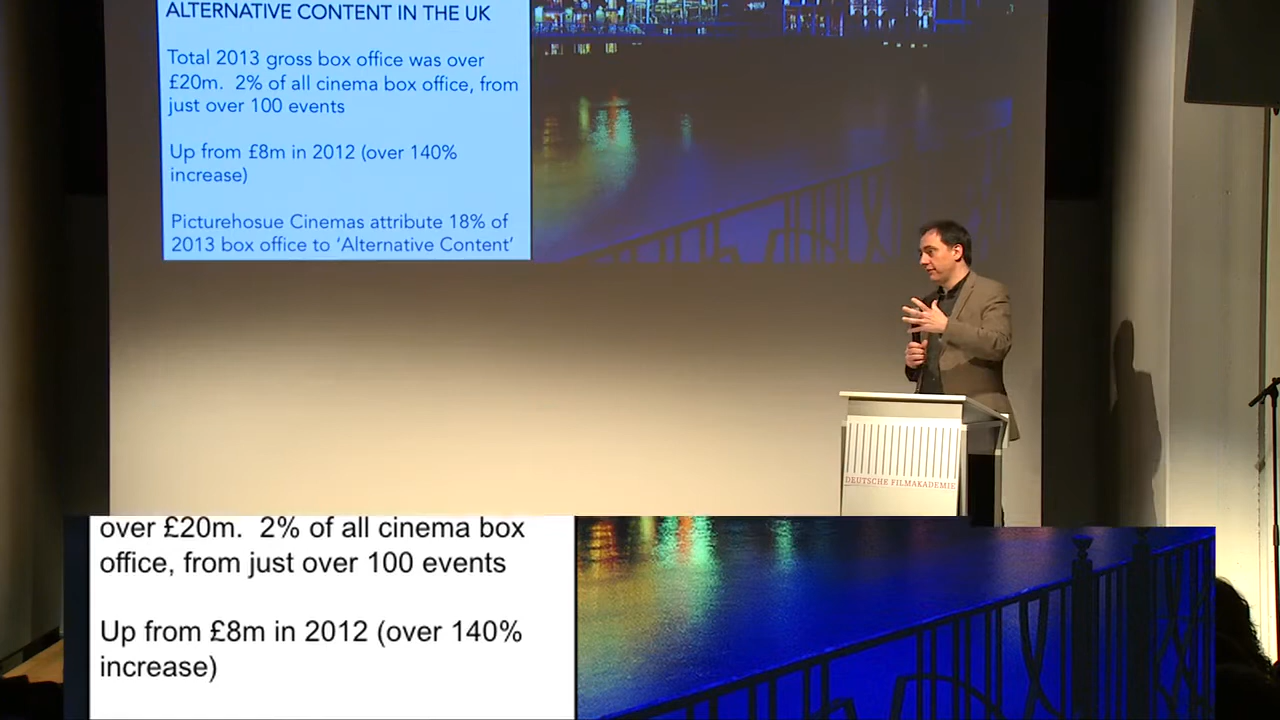 ALTERNATIVE CONTENT IN THE UK
Total 2013 gross box office was over
£20m. 2% of all cinema box office, from
just over 100 events
Up from £8m in 2012 (over 140%
increase)
Picturehosue Cinemas attribute 18% of
2013 box office to ‘Alternative Content’
DEUTSCHE FILMAKADEMIE
over £20m. 2% of all cinema box
office, from just over 100 events
Up from £8m in 2012 (over 140%
increase)